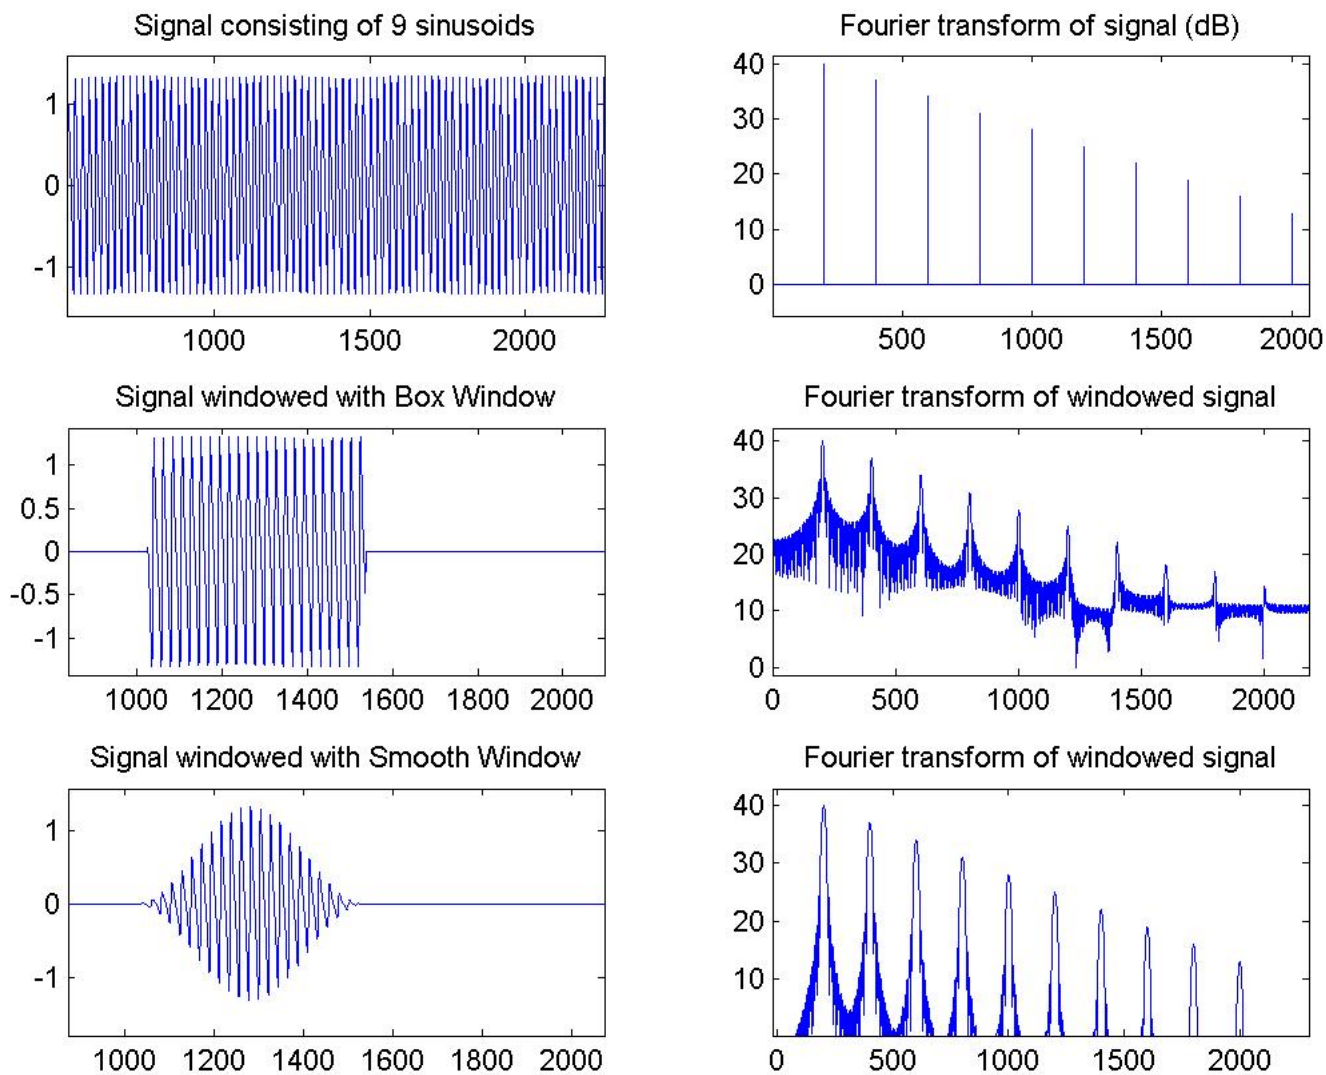 Signal consisting of 9 sinusoids
1
0
-1
1000 1500 2000
Fourier transform of signal (dB)
40
30
20
10
0
500 1000 1500 2000
Signal windowed with Box Window
1
0.5
0
-0.5
-1
1000 1200 1400 1600 1800 2000
Fourier transform of windowed signal
40
30
20
10
0
0 500 1000 1500 2000
Signal windowed with Smooth Window
1
0
-1
1000 1200 1400 1600 1800 2000
Fourier transform of windowed signal
40
30
20
10
0 500 1000 1500 2000